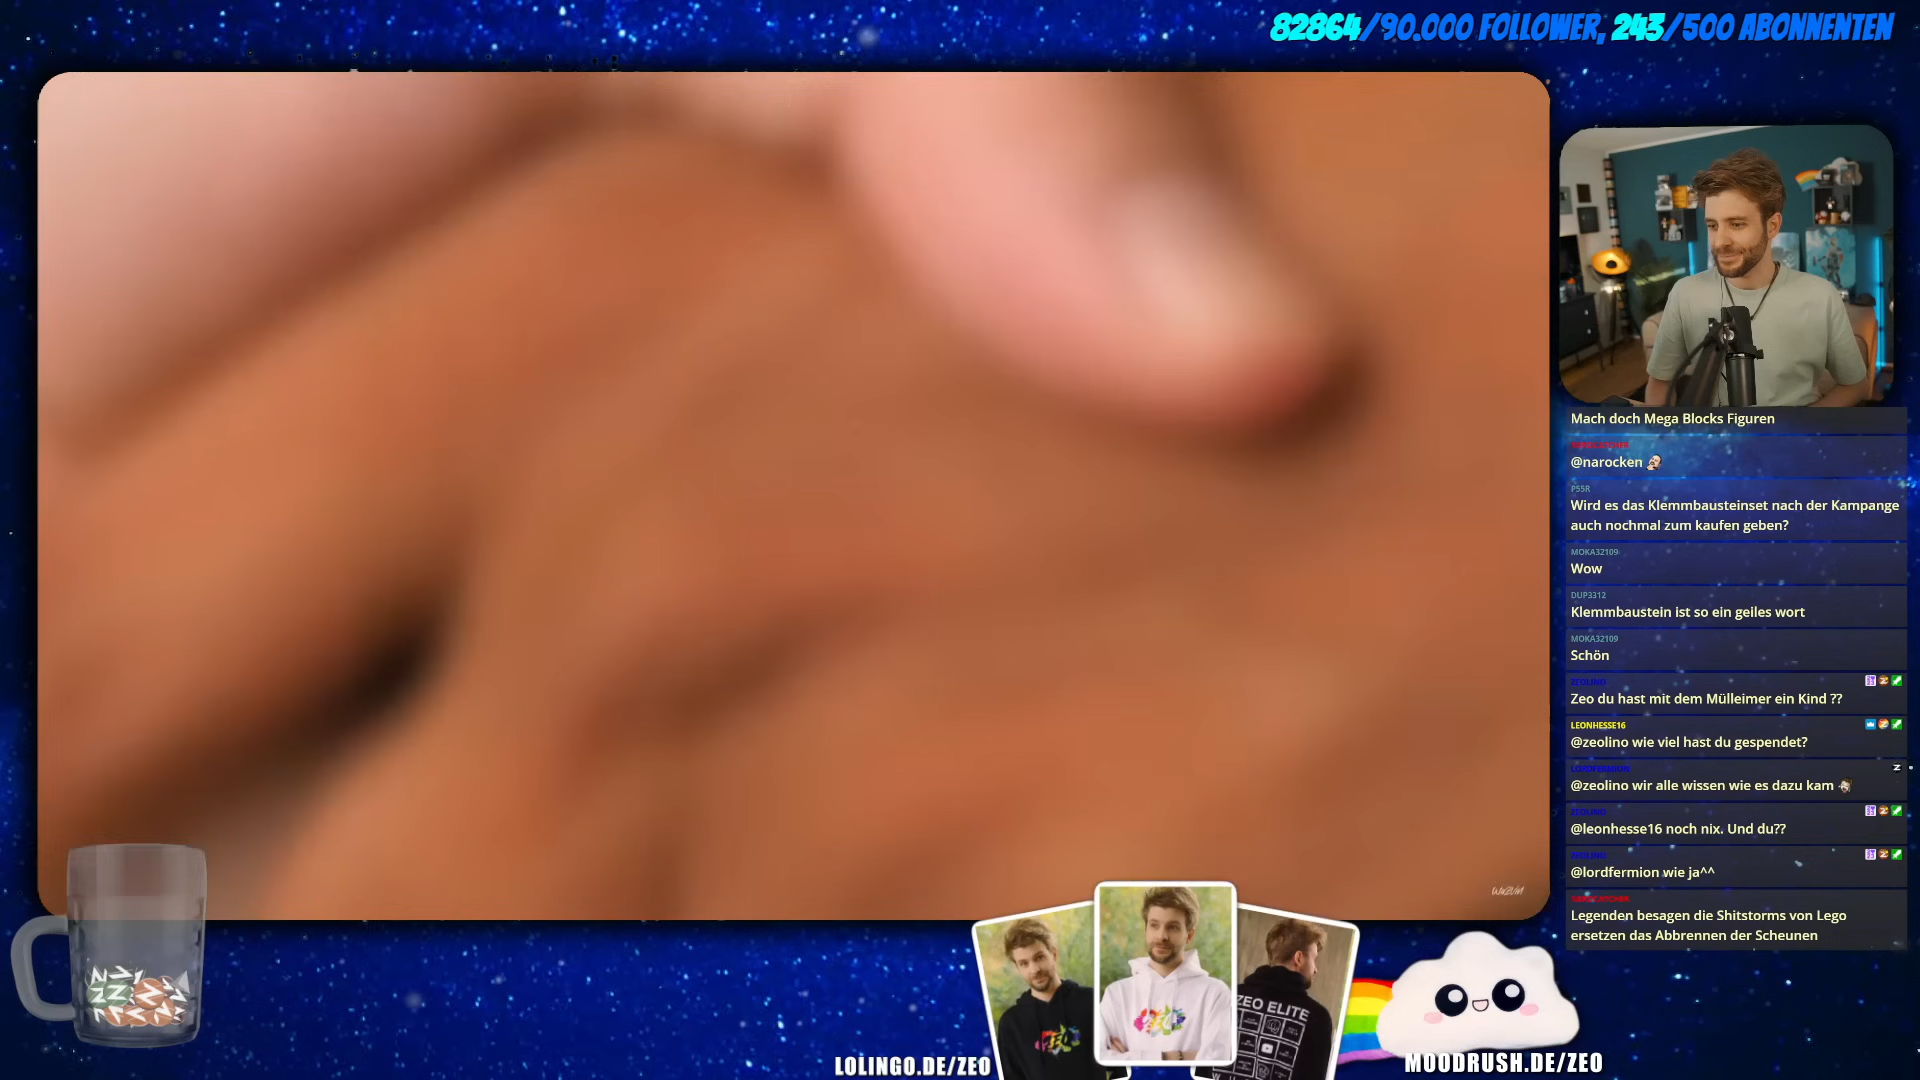 82864/90.000 FOLLOWER, 243/500 ABONNENTEN
Mach doch Mega Blocks Figuren
@narocken
P55R
Wird es das Klemmbausteinset nach der Kampange
auch nochmal zum kaufen geben?
MOKA32109
Wow
DUP3312
Klemmbaustein ist so ein geiles wort
MOKA32109
Schön
ZEOLINO
Zeo du hast mit dem Mülleimer ein Kind ??
LEONHESSE16
@zeolino wie viel hast du gespendet?
LORDFERMION
@zeolino wir alle wissen wie es dazu kam
ZEOLINO
@leonhesse16 noch nix. Und du??
ZEOLINO
@lordfermion wie ja^^
Legenden besagen die Shitstorms von Lego
ersetzen das Abbrennen der Scheunen
ZEO ELITE
LOLINGO.DE/ZEO
MOODRUSH.DE/ZEO